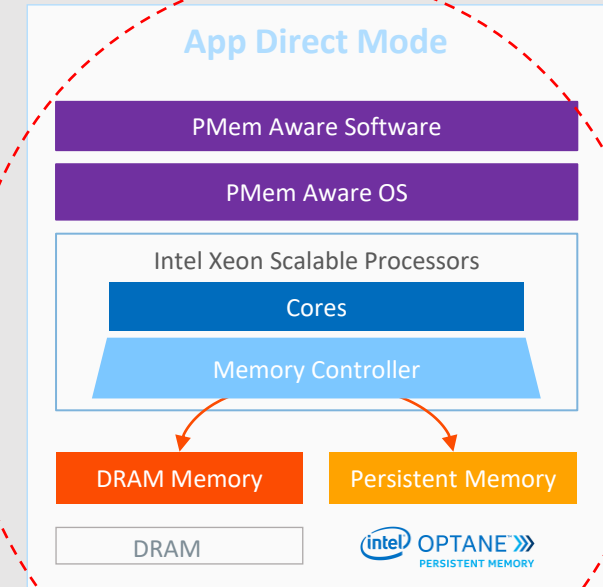 App Direct Mode
PMem Aware Software
PMem Aware OS
Intel Xeon Scalable Processors
Cores
Memory Controller
DRAM Memory
Persistent Memory
DRAM
intel OPTANE™
PERSISTENT MEMORY